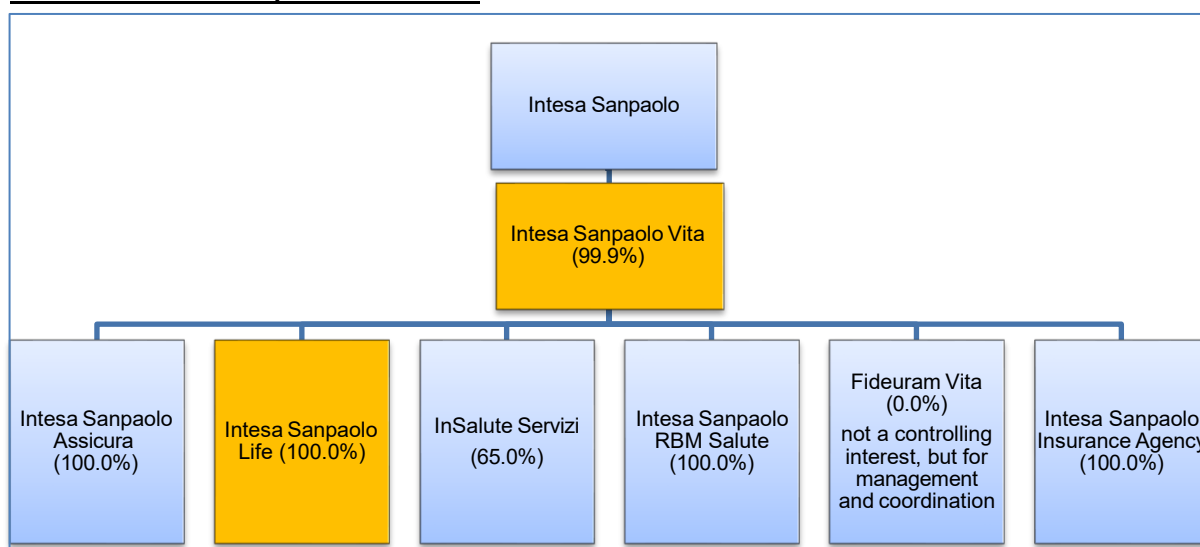 Intesa Sanpaolo
Intesa Sanpaolo Vita
(99.9%)
Intesa Sanpaolo
Assicura
(100.0%)
Intesa Sanpaolo
Life (100.0%)
InSalute Servizi
(65.0%)
Intesa Sanpaolo
RBM Salute
(100.0%)
Fideuram Vita
(0.0%)
not a controlling
interest, but for
management
and coordination
Intesa Sanpaolo
Insurance Agency
(100.0%)